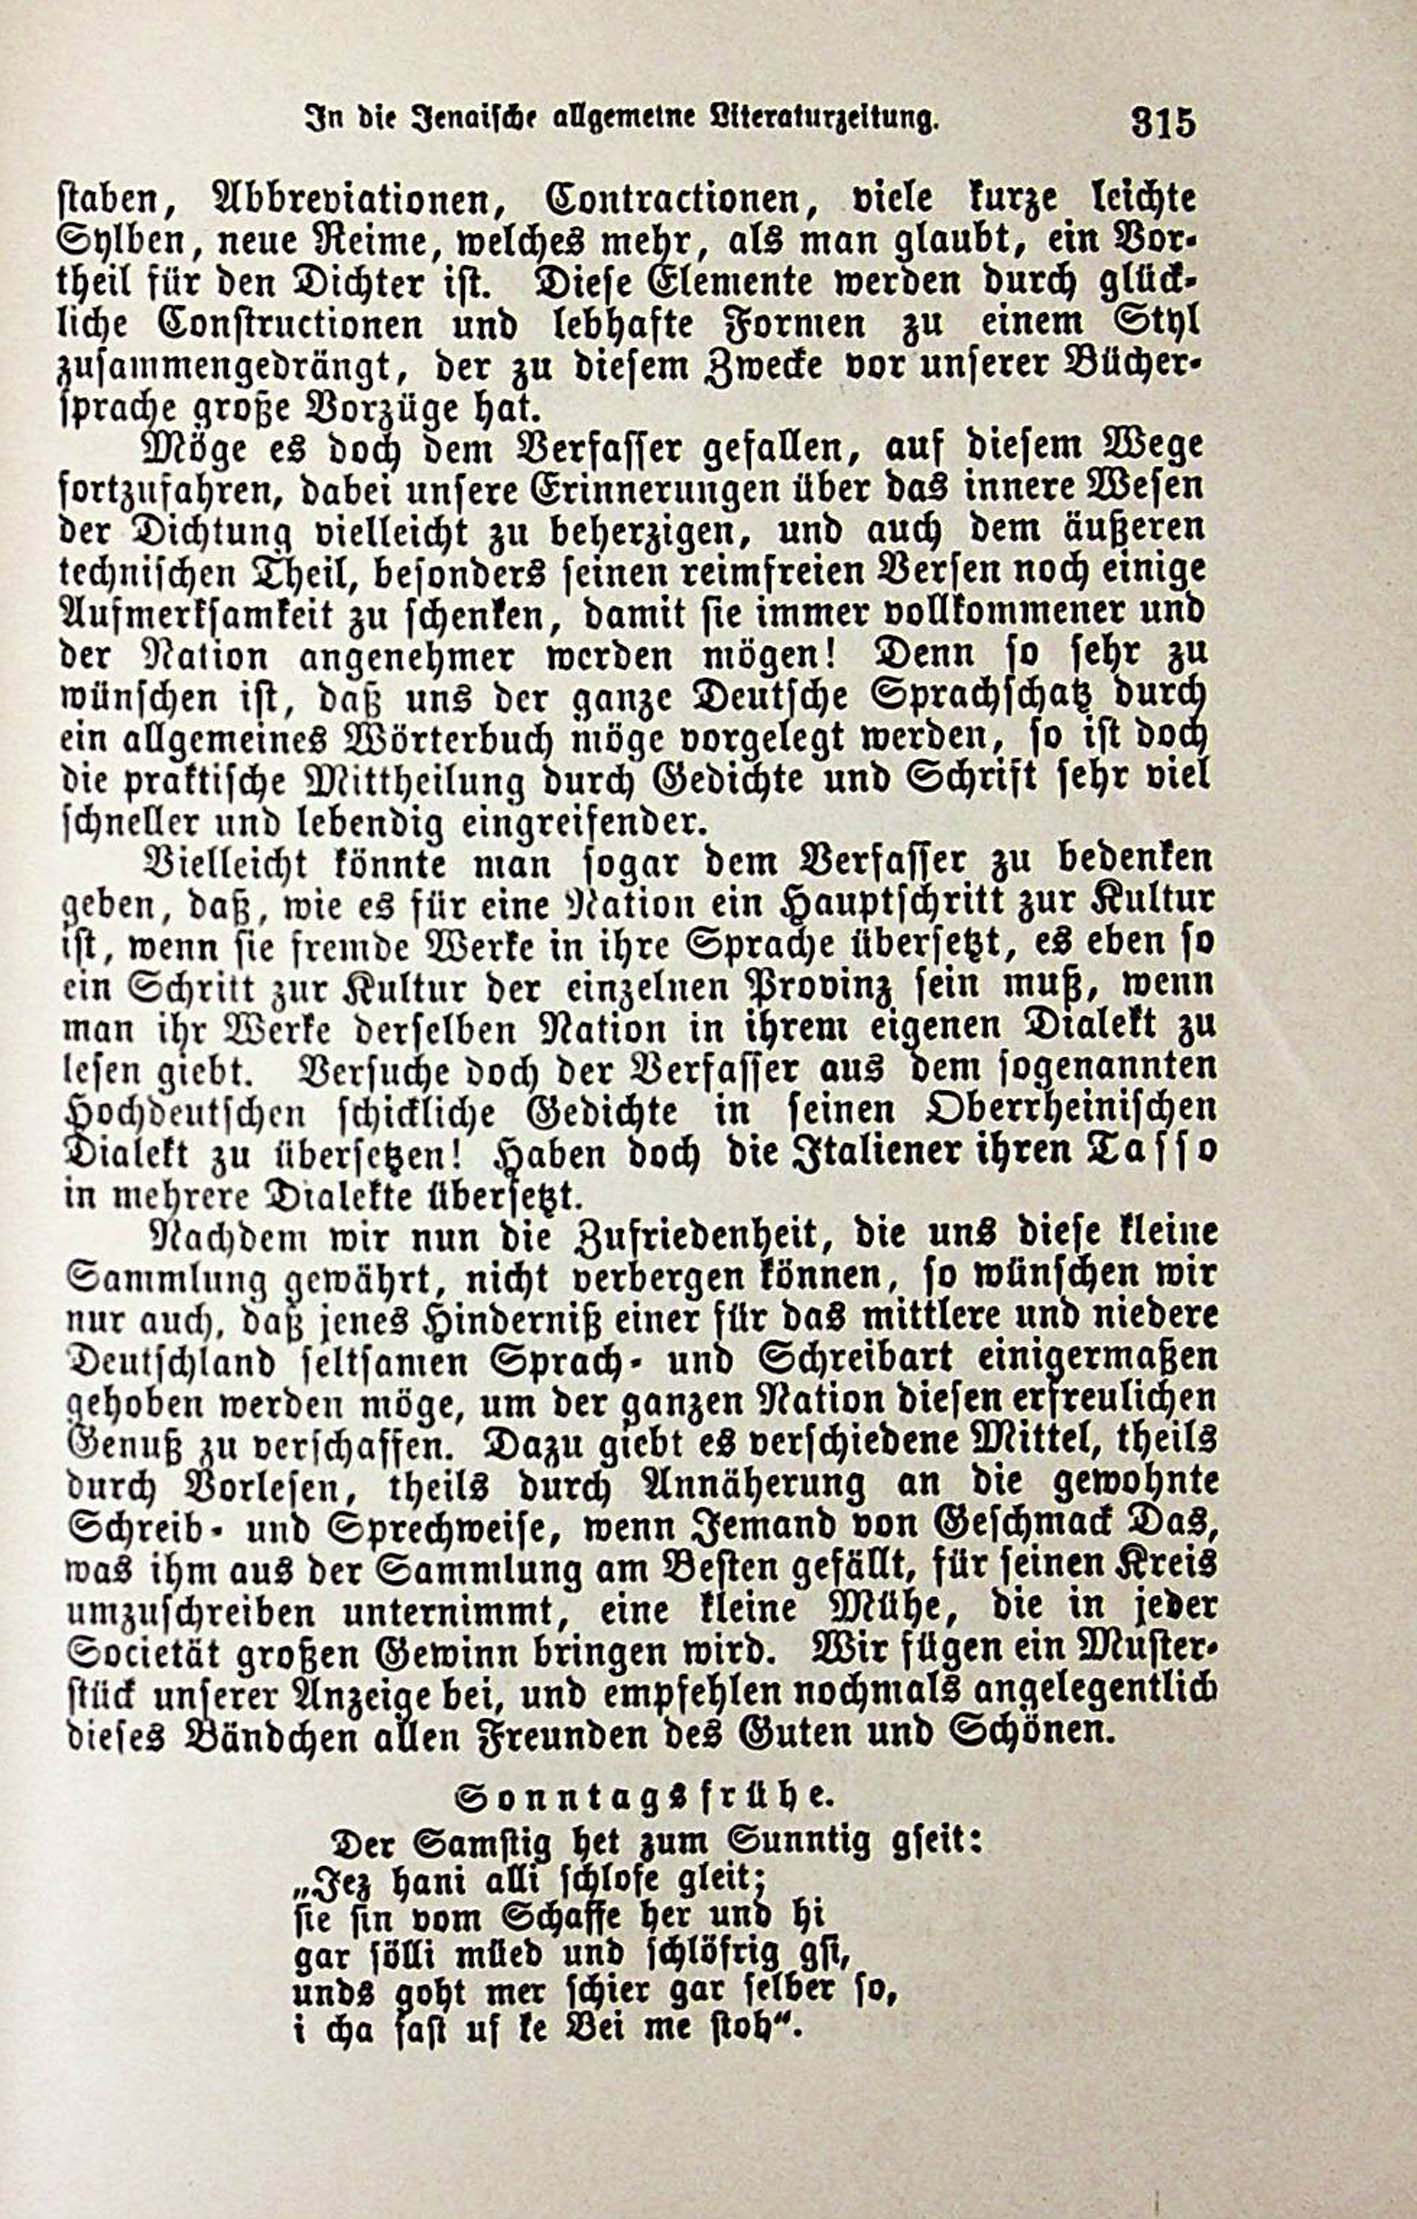 In die Jenaische allgemeine Literaturzeitung. 315
staben, Abbreviationen, Contractionen, viele kurze leichte
Sylben, neue Reime, welches mehr, als man glaubt, ein Vor-
theil für den Dichter ist. Diese Elemente werden durch glück-
liche Constructionen und lebhafte Formen zu einem Styl
zusammengedrängt, der zu diesem Zwecke vor unserer Bücher-
sprache große Vorzüge hat.
Möge es doch dem Verfasser gefallen, auf diesem Wege
fortzufahren, dabei unsere Erinnerungen über das innere Wesen
der Dichtung vielleicht zu beherzigen, und auch dem äußeren
technischen Theil, besonders seinen reimfreien Versen noch einige
Aufmerksamkeit zu schenken, damit sie immer vollkommener und
der Nation angenehmer werden mögen! Denn so sehr zu
wünschen ist, daß uns der ganze Deutsche Sprachschatz durch
ein allgemeines Wörterbuch möge vorgelegt werden, so ist doch
die praktische Mittheilung durch Gedichte und Schrift sehr viel
schneller und lebendig eingreifender.
Vielleicht könnte man sogar dem Verfasser zu bedenken
geben, daß, wie es für eine Nation ein Hauptschritt zur Kultur
ist, wenn sie fremde Werke in ihre Sprache übersetzt, es eben so
ein Schritt zur Kultur der einzelnen Provinz sein muß, wenn
man ihr Werke derselben Nation in ihrem eigenen Dialekt zu
lesen giebt. Versuche doch der Verfasser aus dem sogenannten
Hochdeutschen schickliche Gedichte in seinen Oberrheinischen
Dialekt zu übersetzen! Haben doch die Italiener ihren Tasso
in mehrere Dialekte übersetzt.
Nachdem wir nun die Zufriedenheit, die uns diese kleine
Sammlung gewährt, nicht verbergen können, so wünschen wir
nur auch, daß jenes Hinderniß einer für das mittlere und niedere
Deutschland seltsamen Sprach- und Schreibart einigermaßen
gehoben werden möge, um der ganzen Nation diesen erfreulichen
Genuß zu verschaffen. Dazu giebt es verschiedene Mittel, theils
durch Vorlesen, theils durch Annäherung an die gewohnte
Schreib- und Sprechweise, wenn Jemand von Geschmack Das,
was ihm aus der Sammlung am Besten gefällt, für seinen Kreis
umzuschreiben unternimmt, eine kleine Mühe, die in jeder
Societät großen Gewinn bringen wird. Wir fügen ein Muster-
stück unserer Anzeige bei, und empfehlen nochmals angelegentlich
dieses Bändchen allen Freunden des Guten und Schönen.
Sonntagsfrühe.
Der Samstig het zum Sunntig gseit:
„Jez hani alli schlofe gleit;
sie sin vom Schaffe her und hi
gar sölli müed und schlöfrig gsi,
unds goht mer schier gar selber so,
i cha fast uf ke Bei me stoh“.